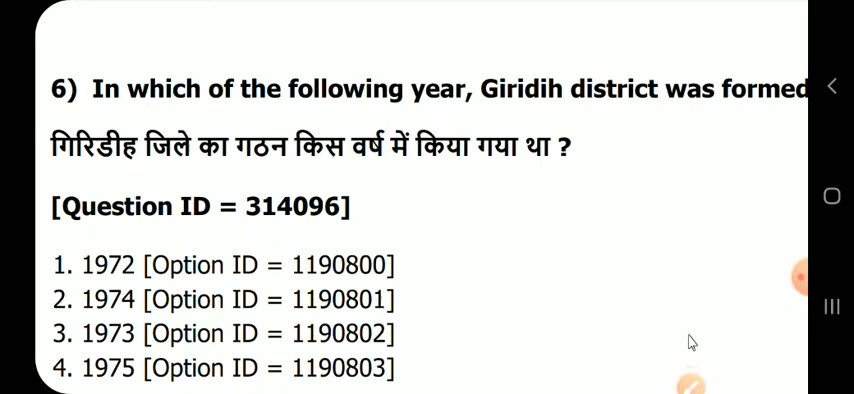 6) In which of the following year, Giridih district was formed
गिरिडीह जिले का गठन किस वर्ष में किया गया था ?
[Question ID = 314096]
1. 1972 [Option ID = 1190800]
2. 1974 [Option ID = 1190801]
3. 1973 [Option ID = 1190802]
4. 1975 [Option ID = 1190803]